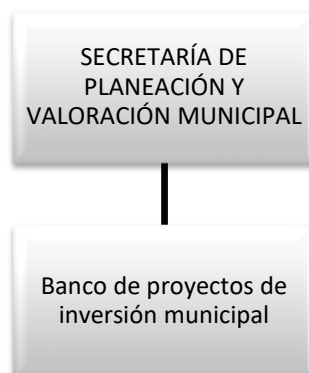 SECRETARÍA DE
PLANEACIÓN Y
VALORACIÓN MUNICIPAL
Banco de proyectos de
inversión municipal